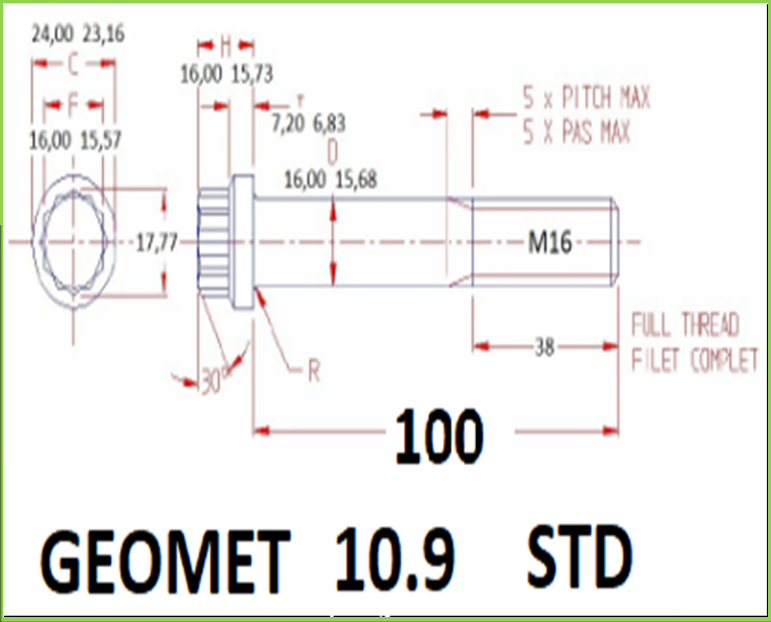 24,00 23,16
C
F
16,00 15,57
17,77
H
16,00 15,73
7,20 6,83
D
16,00 15,68
5 x PITCH MAX
5 X PAS MAX
M16
38
FULL THREAD
FILET COMPLET
30°
R
100
GEOMET 10.9 STD